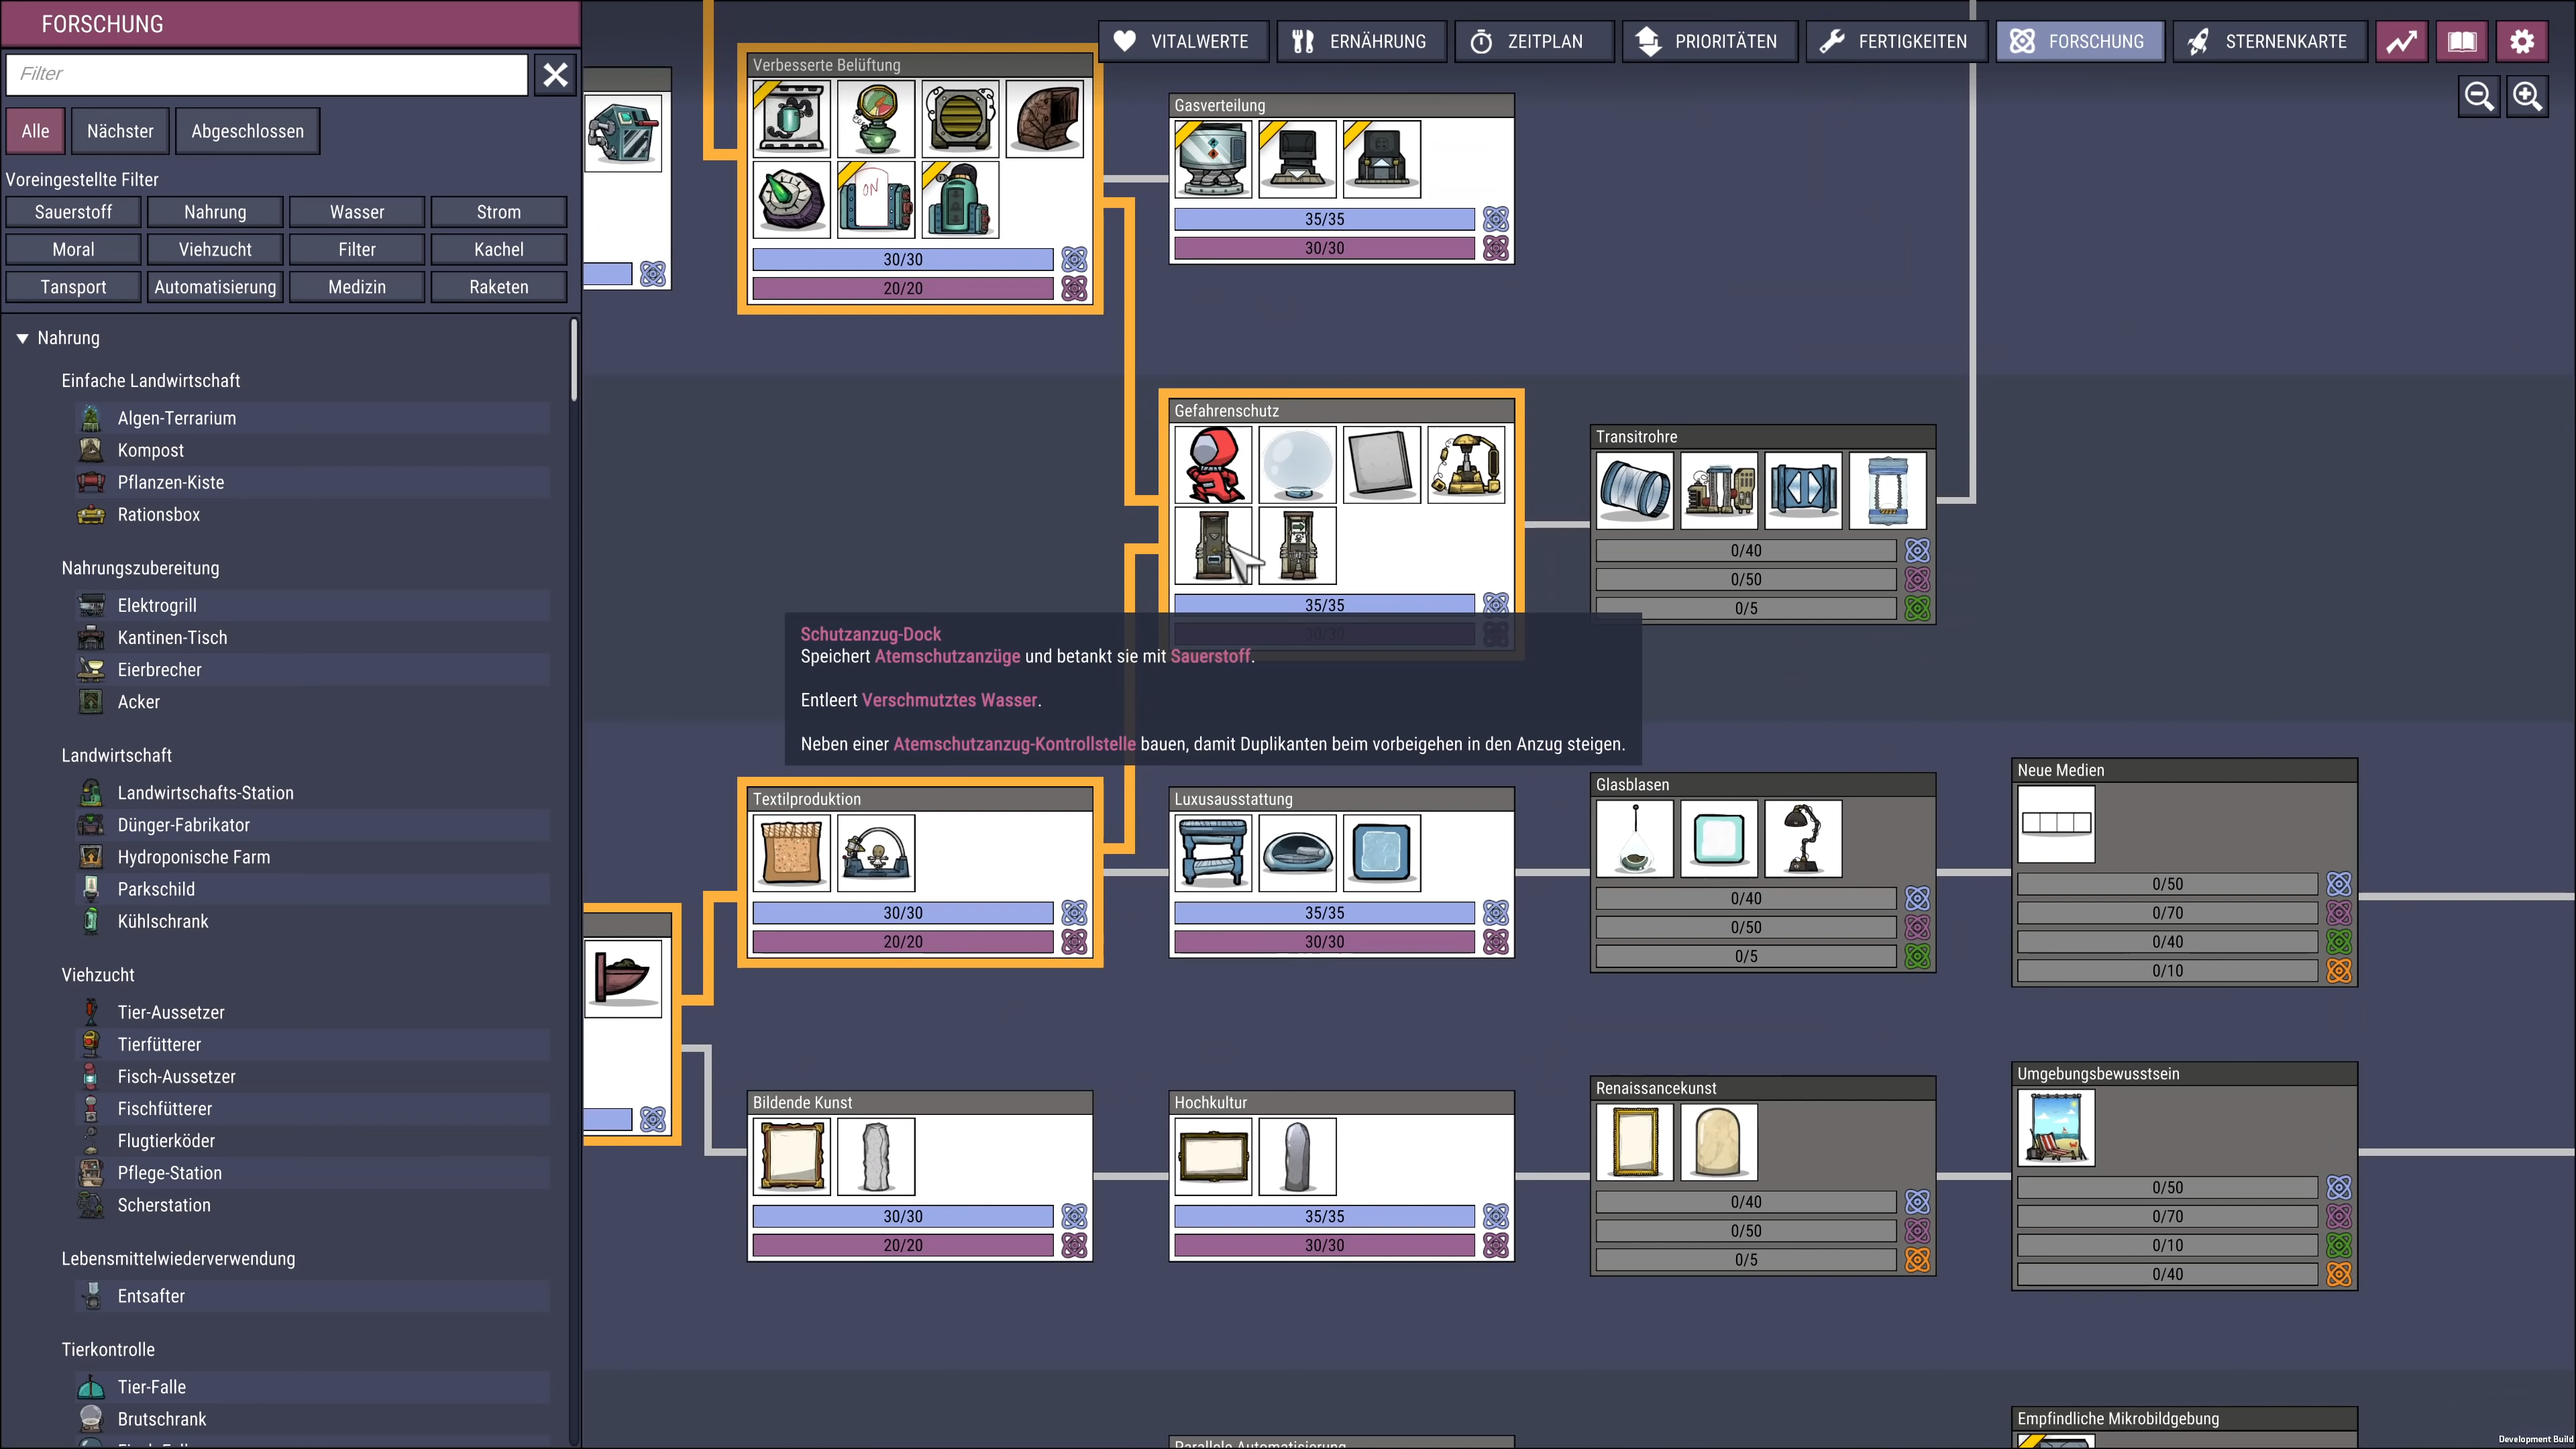 FORSCHUNG
Filter
Alle
Nächster
Abgeschlossen
Voreingestellte Filter
Sauerstoff
Nahrung
Wasser
Strom
Moral
Viehzucht
Filter
Kachel
Tansport
Automatisierung
Medizin
Raketen
Nahrung
Einfache Landwirtschaft
Algen-Terrarium
Kompost
Pflanzen-Kiste
Rationsbox
Nahrungszubereitung
Elektrogrill
Kantinen-Tisch
Eierbrecher
Acker
Landwirtschaft
Landwirtschafts-Station
Dünger-Fabrikator
Hydroponische Farm
Parkschild
Kühlschrank
Viehzucht
Tier-Aussetzer
Tierfütterer
Fisch-Aussetzer
Fischfütterer
Flugtierköder
Pflege-Station
Scherstation
Lebensmittelwiederverwendung
Entsafter
Tierkontrolle
Tier-Falle
Brutschrank
VITALWERTE
ERNÄHRUNG
ZEITPLAN
PRIORITÄTEN
FERTIGKEITEN
FORSCHUNG
STERNENKARTE
Verbesserte Belüftung
ON
30/30
20/20
Gasverteilung
35/35
30/30
Gefahrenschutz
35/35
30/30
Transitrohre
0/40
0/50
0/5
Schutzanzug-Dock
Speichert Atemschutzanzüge und betankt sie mit Sauerstoff.
Entleert Verschmutztes Wasser.
Neben einer Atemschutzanzug-Kontrollstelle bauen, damit Duplikanten beim vorbeigehen in den Anzug steigen.
Textilproduktion
30/30
20/20
Luxusausstattung
35/35
30/30
Glasblasen
0/40
0/50
0/5
Neue Medien
0/50
0/70
0/40
0/10
Bildende Kunst
30/30
20/20
Hochkultur
35/35
30/30
Renaissancekunst
0/40
0/50
0/5
Umgebungsbewusstsein
0/50
0/70
0/10
0/40
Parallele Automatisierung
Empfindliche Mikrobildgebung
Development Build